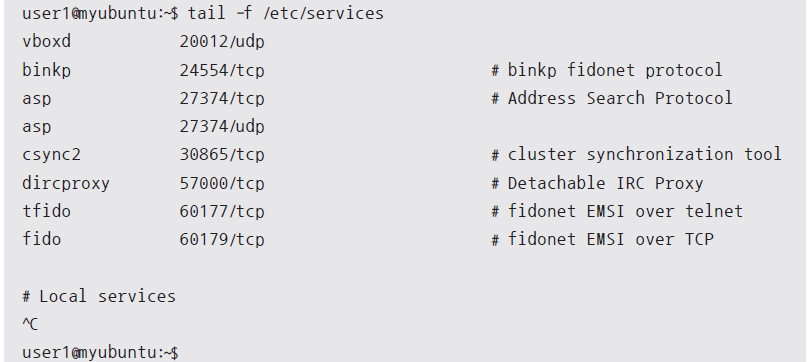 user1@myubuntu:~$ tail -f /etc/services
vboxd 20012/udp
binkp 24554/tcp # binkp fidonet protocol
asp 27374/tcp # Address Search Protocol
asp 27374/udp
csync2 30865/tcp # cluster synchronization tool
dircproxy 57000/tcp # Detachable IRC Proxy
tfido 60177/tcp # fidonet EMSI over telnet
fido 60179/tcp # fidonet EMSI over TCP
# Local services
^C
user1@myubuntu:~$